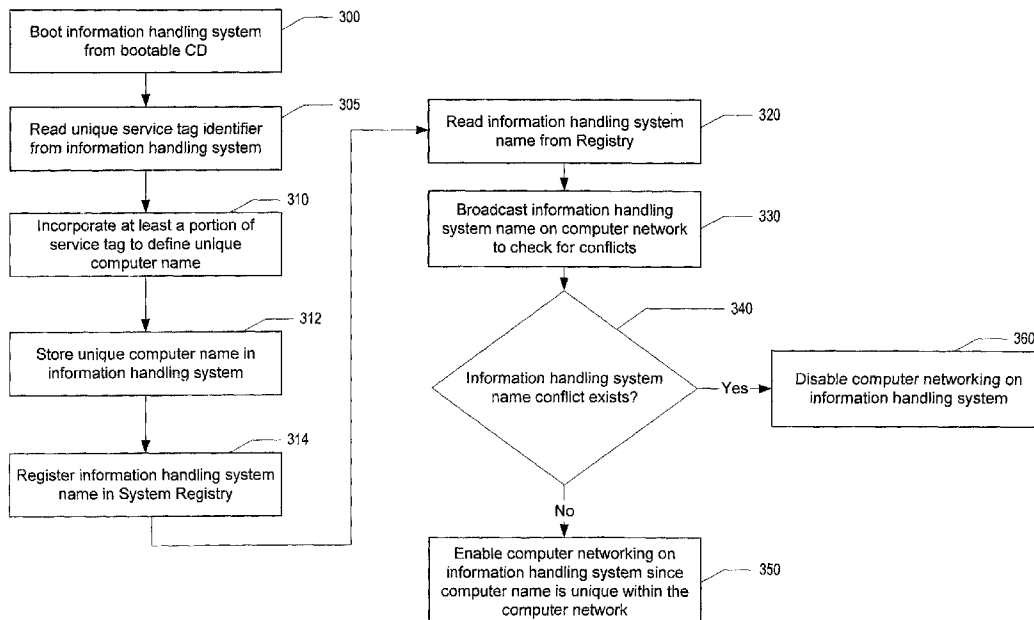 300
Boot information handling system
from bootable CD
305
Read unique service tag identifier
from information handling system
310
Incorporate at least a portion of
service tag to define unique
computer name
312
Store unique computer name in
information handling system
314
Register information handling system
name in System Registry
320
Read information handling system
name from Registry
330
Broadcast information handling
system name on computer network
to check for conflicts
340
Information handling system
name conflict exists?
Yes
360
Disable computer networking on
information handling system
No
350
Enable computer networking on
information handling system since
computer name is unique within the
computer network